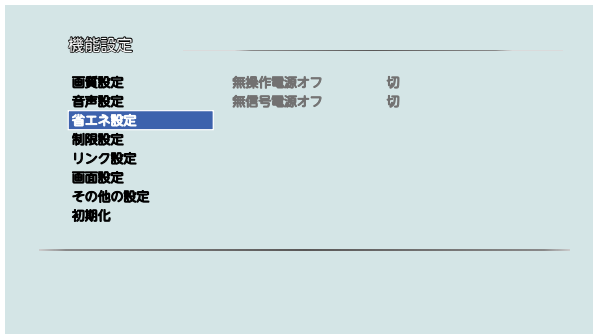 機能設定
画質設定 無操作電源オフ 切
音声設定 無信号電源オフ 切
省エネ設定
制限設定
リンク設定
画面設定
その他の設定
初期化